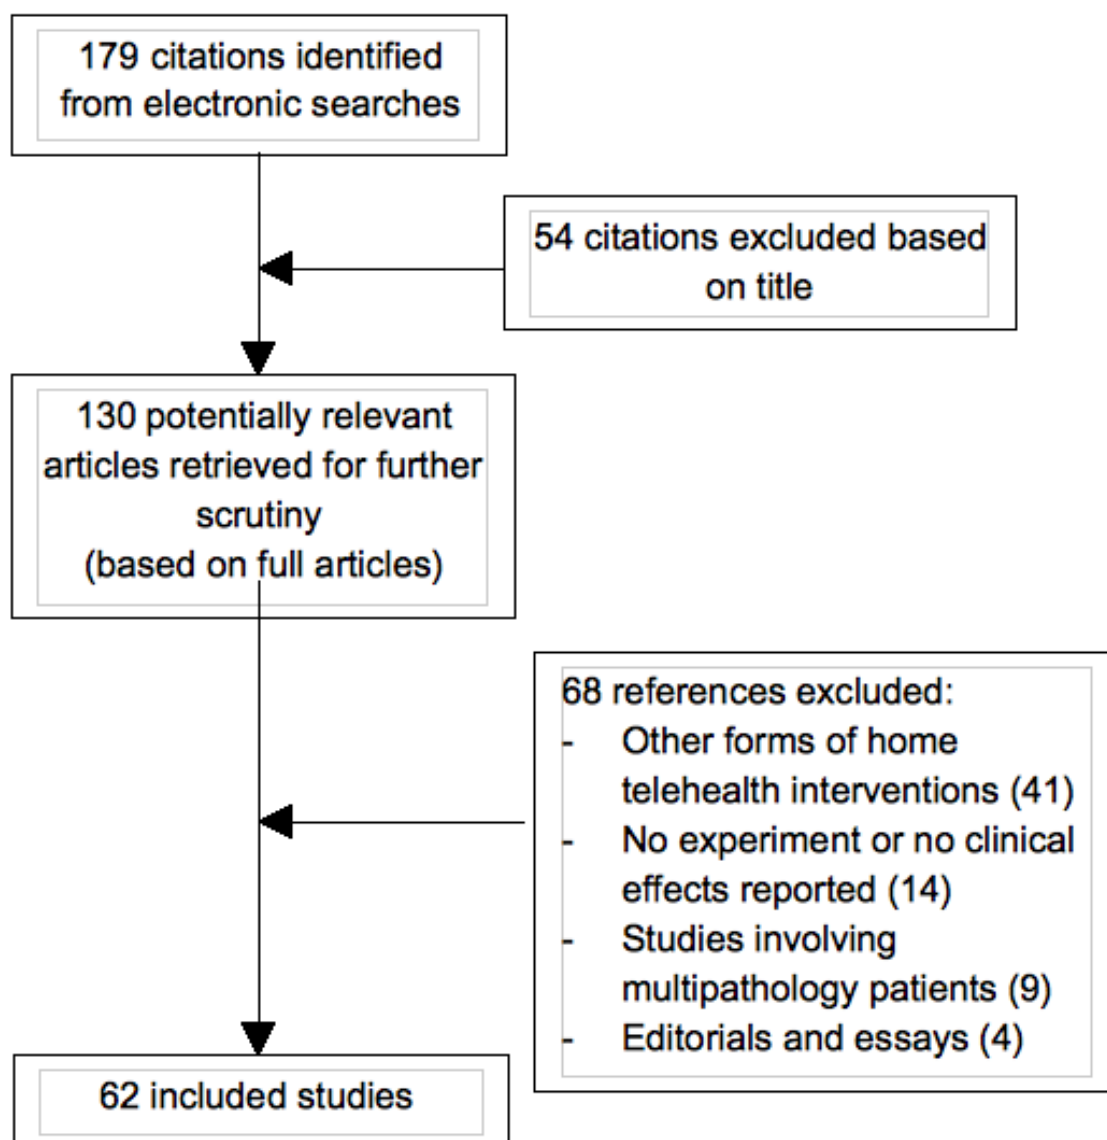 179 citations identified
from electronic searches
54 citations excluded based
on title
130 potentially relevant
articles retrieved for further
scrutiny
(based on full articles)
68 references excluded:
- Other forms of home
telehealth interventions (41)
- No experiment or no clinical
effects reported (14)
- Studies involving
multipathology patients (9)
- Editorials and essays (4)
62 included studies